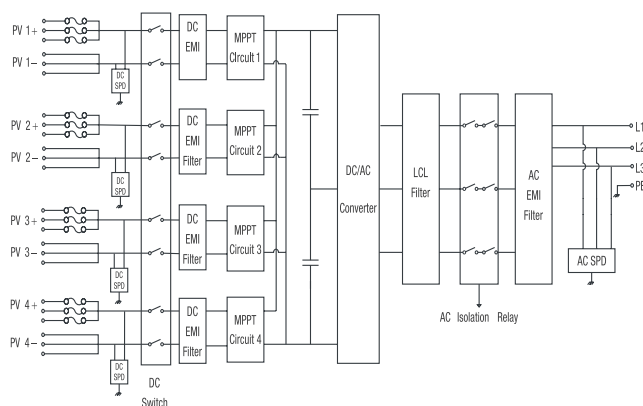 PV 1+
PV 1-
DC
SPD
DC
EMI
MPPT
CIrcuit 1
PV 2+
PV 2-
DC
SPD
DC
EMI
Filter
MPPT
Circuit 2
PV 3+
PV 3-
DC
SPD
DC
EMI
Filter
MPPT
Circuit 3
PV 4+
PV 4-
DC
SPD
DC
EMI
Filter
MPPT
Circuit 4
DC
Switch
DC/AC
Converter
LCL
Filter
AC Isolation Relay
AC
EMI
Filter
L1
L2
L3
PE
AC SPD